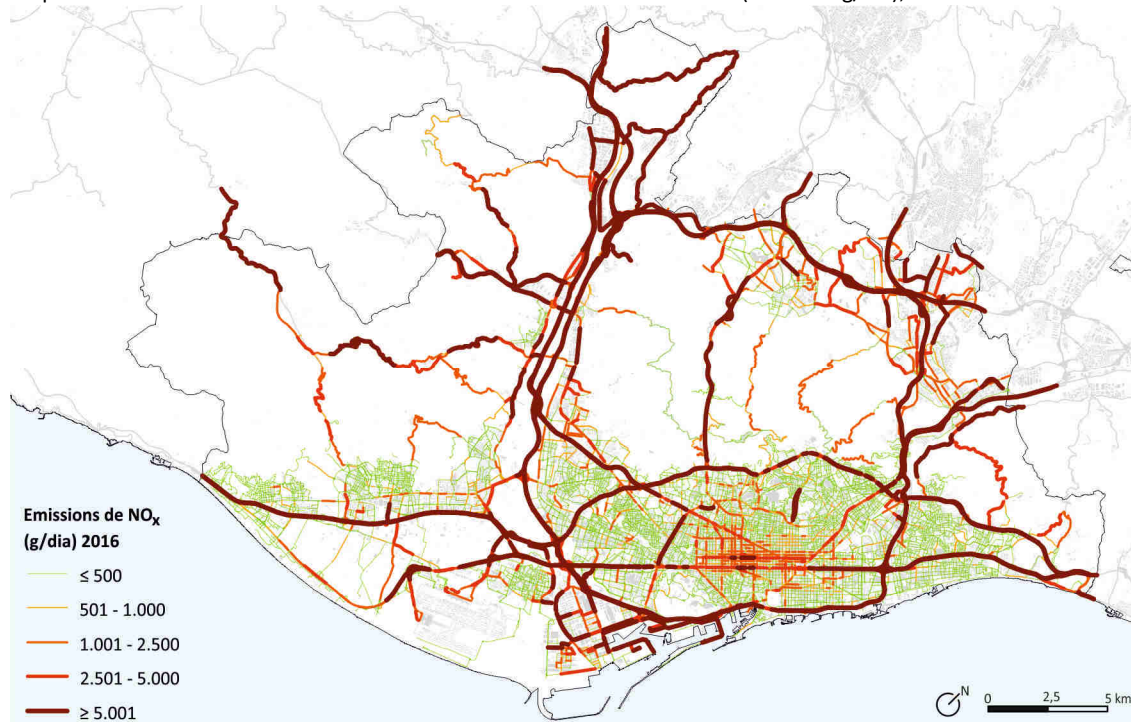 Emissions de NOx
(g/dia) 2016
≤ 500
501 - 1.000
1.001 - 2.500
2.501 - 5.000
≥ 5.001
N
0 2,5 5 km